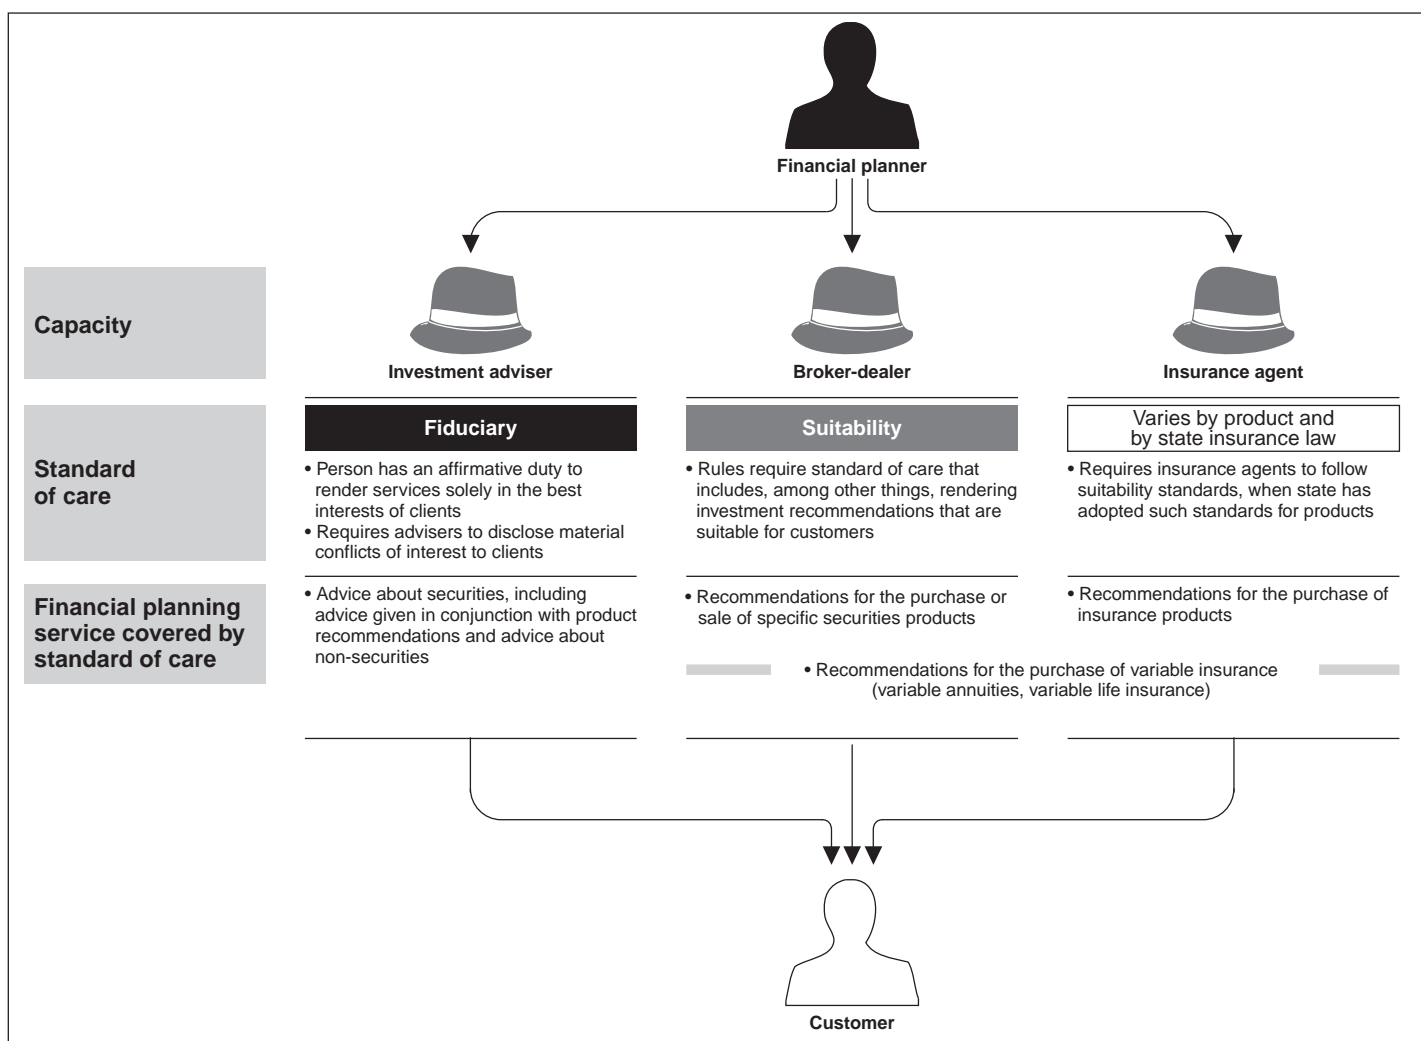 Financial planner
Capacity
Investment adviser
Broker-dealer
Insurance agent
Standard
of care
Fiduciary
• Person has an affirmative duty to
render services solely in the best
interests of clients
• Requires advisers to disclose material
conflicts of interest to clients
Suitability
• Rules require standard of care that
includes, among other things, rendering
investment recommendations that are
suitable for customers
Varies by product and
by state insurance law
• Requires insurance agents to follow
suitability standards, when state has
adopted such standards for products
Financial planning
service covered by
standard of care
• Advice about securities, including
advice given in conjunction with product
recommendations and advice about
non-securities
• Recommendations for the purchase or
sale of specific securities products
• Recommendations for the purchase of
insurance products
• Recommendations for the purchase of variable insurance
(variable annuities, variable life insurance)
Customer